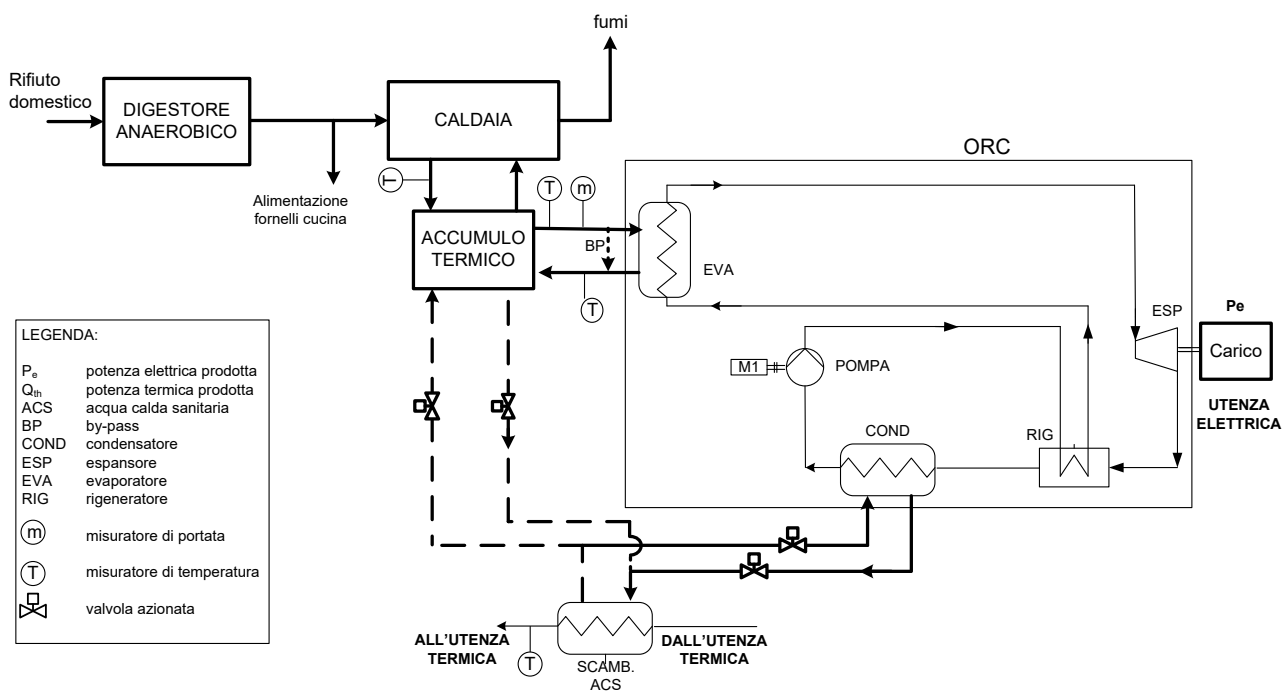 fumi
Rifiuto
domestico
DIGESTORE
ANAEROBICO
CALDAIA
ORC
T
Alimentazione
fornelli cucina
T
m
ACCUMULO
TERMICO
BP
EVA
T
ESP
Pe
Carico
M1
POMPA
UTENZA
ELETTRICA
COND
RIG
LEGENDA:
Pe potenza elettrica prodotta
Qth potenza termica prodotta
ACS acqua calda sanitaria
BP by-pass
COND condensatore
ESP espansore
EVA evaporatore
RIG rigeneratore
m misuratore di portata
T misuratore di temperatura
valvola azionata
ALL'UTENZA
TERMICA
T
DALL'UTENZA
TERMICA
SCAMB.
ACS